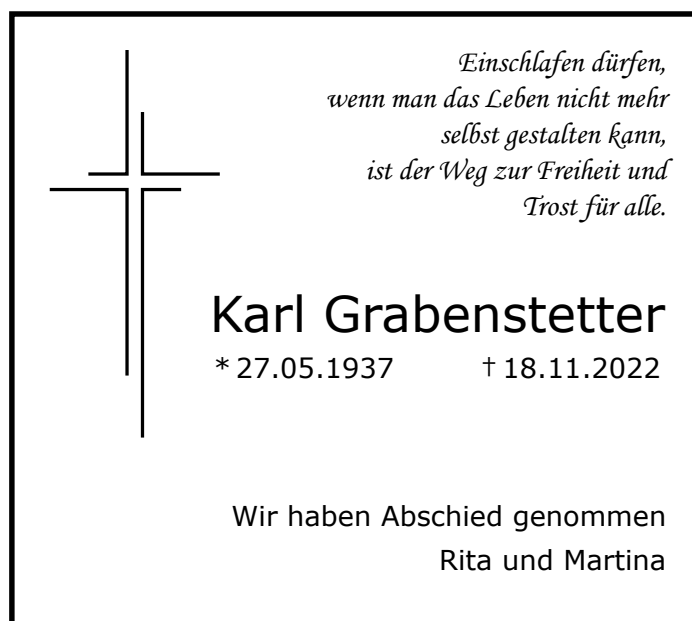 Einschlafen dürfen,
wenn man das Leben nicht mehr
selbst gestalten kann,
ist der Weg zur Freiheit und
Trost für alle.
Karl Grabenstetter
* 27.05.1937 † 18.11.2022
Wir haben Abschied genommen
Rita und Martina